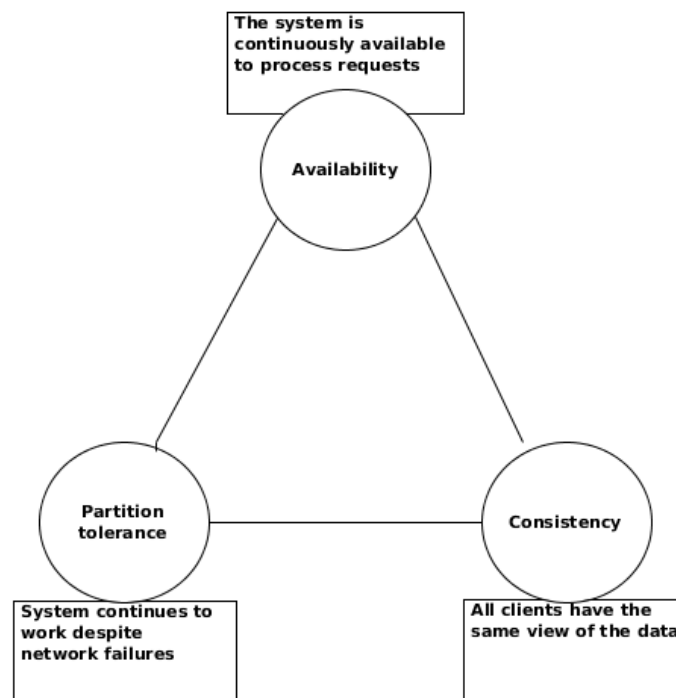 The system is
continuously available
to process requests
Availability
Partition
tolerance
Consistency
System continues to
work despite
network failures
All clients have the
same view of the data